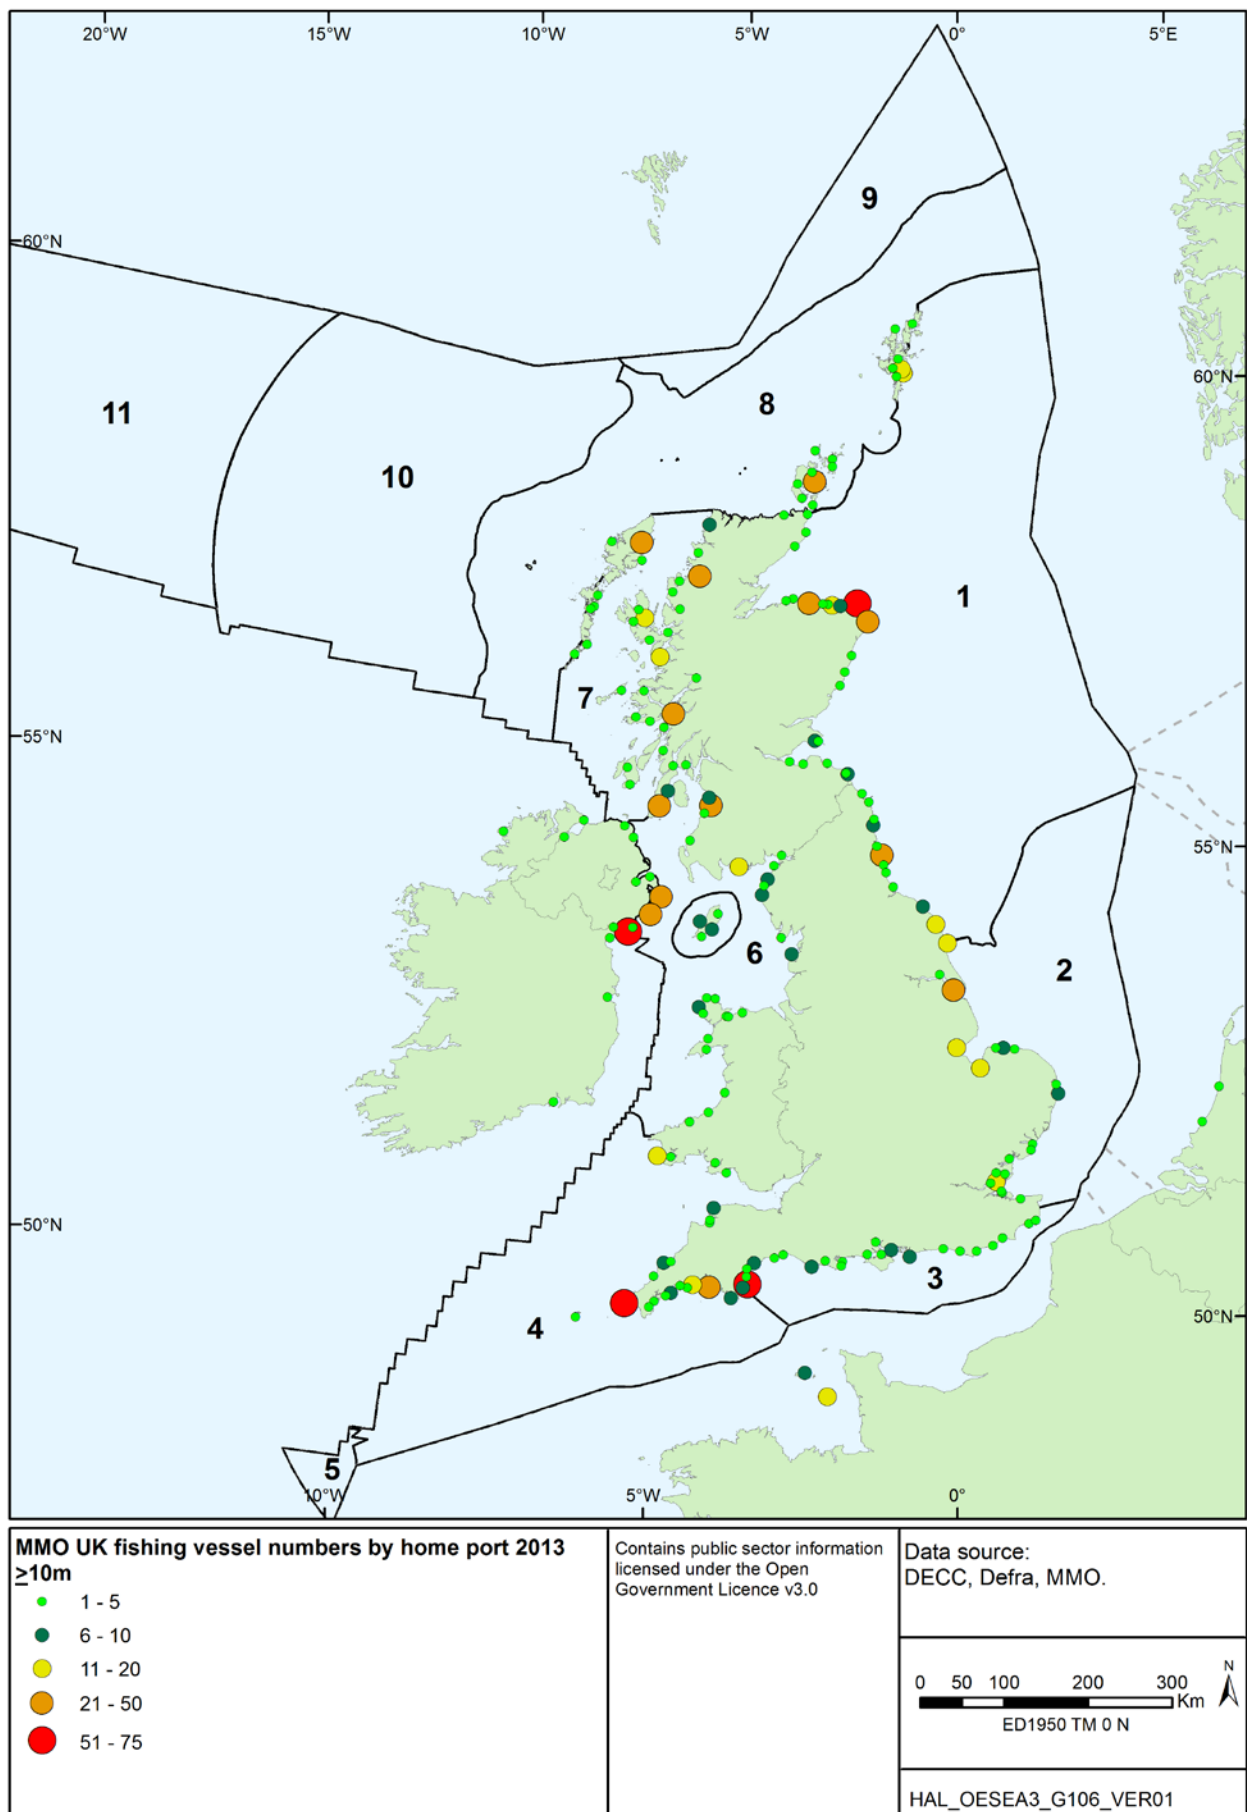 20°W 15°W 10°W 5°W 0° 5°E
9
60°N
60°N
8
11
10
1
7
55°N
55°N
6
2
50°N
3
50°N
4
5
10°W 5°W 0°
MMO UK fishing vessel numbers by home port 2013
≥10m
1 - 5
6 - 10
11 - 20
21 - 50
51 - 75
Contains public sector information
licensed under the Open
Government Licence v3.0
Data source:
DECC, Defra, MMO.
N
0 50 100 200 300
Km
ED1950 TM 0 N
HAL_OESEA3_G106_VER01